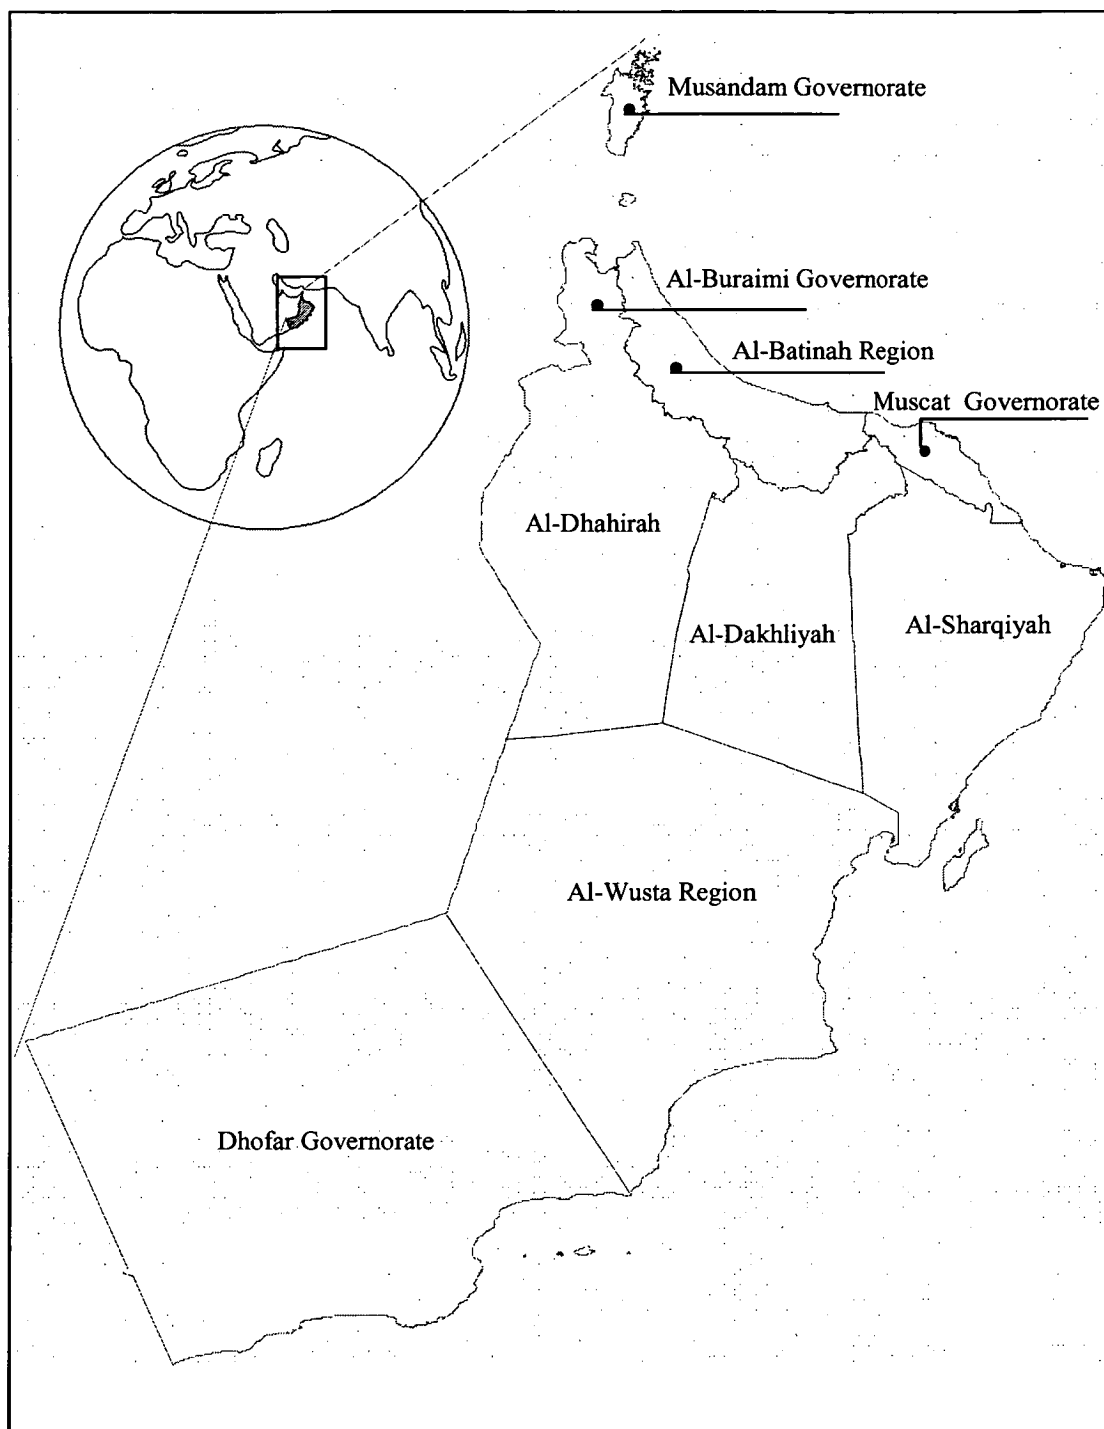 Musandam Governorate
Al-Buraimi Governorate
Al-Batinah Region
Muscat Governorate
Al-Dhahirah
Al-Dakhliyah
Al-Sharqiyah
Al-Wusta Region
Dhofar Governorate